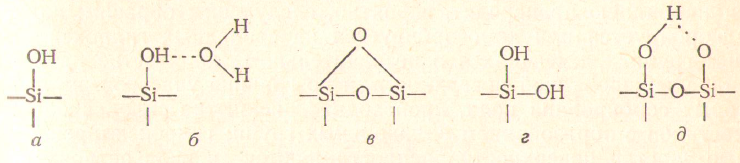 H H
OH OH---O O OH O H O
Si Si Si—O—Si Si—OH Si—O—Si
а б в г д